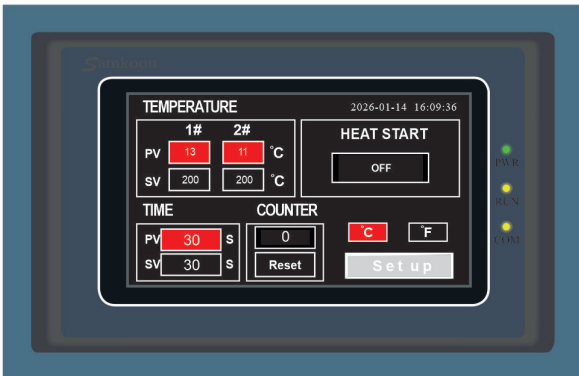 Samkoon
TEMPERATURE
2026-01-14 16:09:36
1# 2#
PV 13 11 °C
SV 200 200 °C
HEAT START
OFF
TIME
PV 30 S
SV 30 S
COUNTER
0
Reset
°C °F
Set up
PWR
RUN
COM